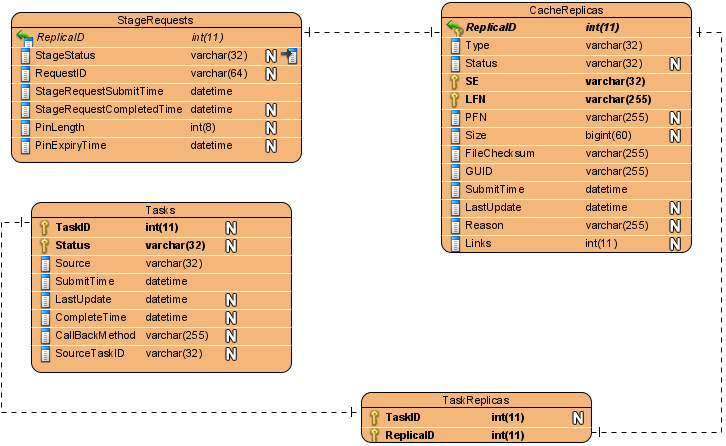 StageRequests
ReplicaID int(11)
StageStatus varchar(32) N
RequestID varchar(64) N
StageRequestSubmitTime datetime
StageRequestCompletedTime datetime N
PinLength int(8) N
PinExpiryTime datetime N
CacheReplicas
ReplicaID int(11)
Type varchar(32)
Status varchar(32) N
SE varchar(32)
LFN varchar(255)
PFN varchar(255) N
Size bigint(60) N
FileChecksum varchar(255)
GUID varchar(255)
SubmitTime datetime
LastUpdate datetime N
Reason varchar(255) N
Links int(11) N
Tasks
TaskID int(11) N
Status varchar(32) N
Source varchar(32)
SubmitTime datetime
LastUpdate datetime N
CompleteTime datetime N
CallBackMethod varchar(255) N
SourceTaskID varchar(32) N
TaskReplicas
TaskID int(11) N
ReplicaID int(11)